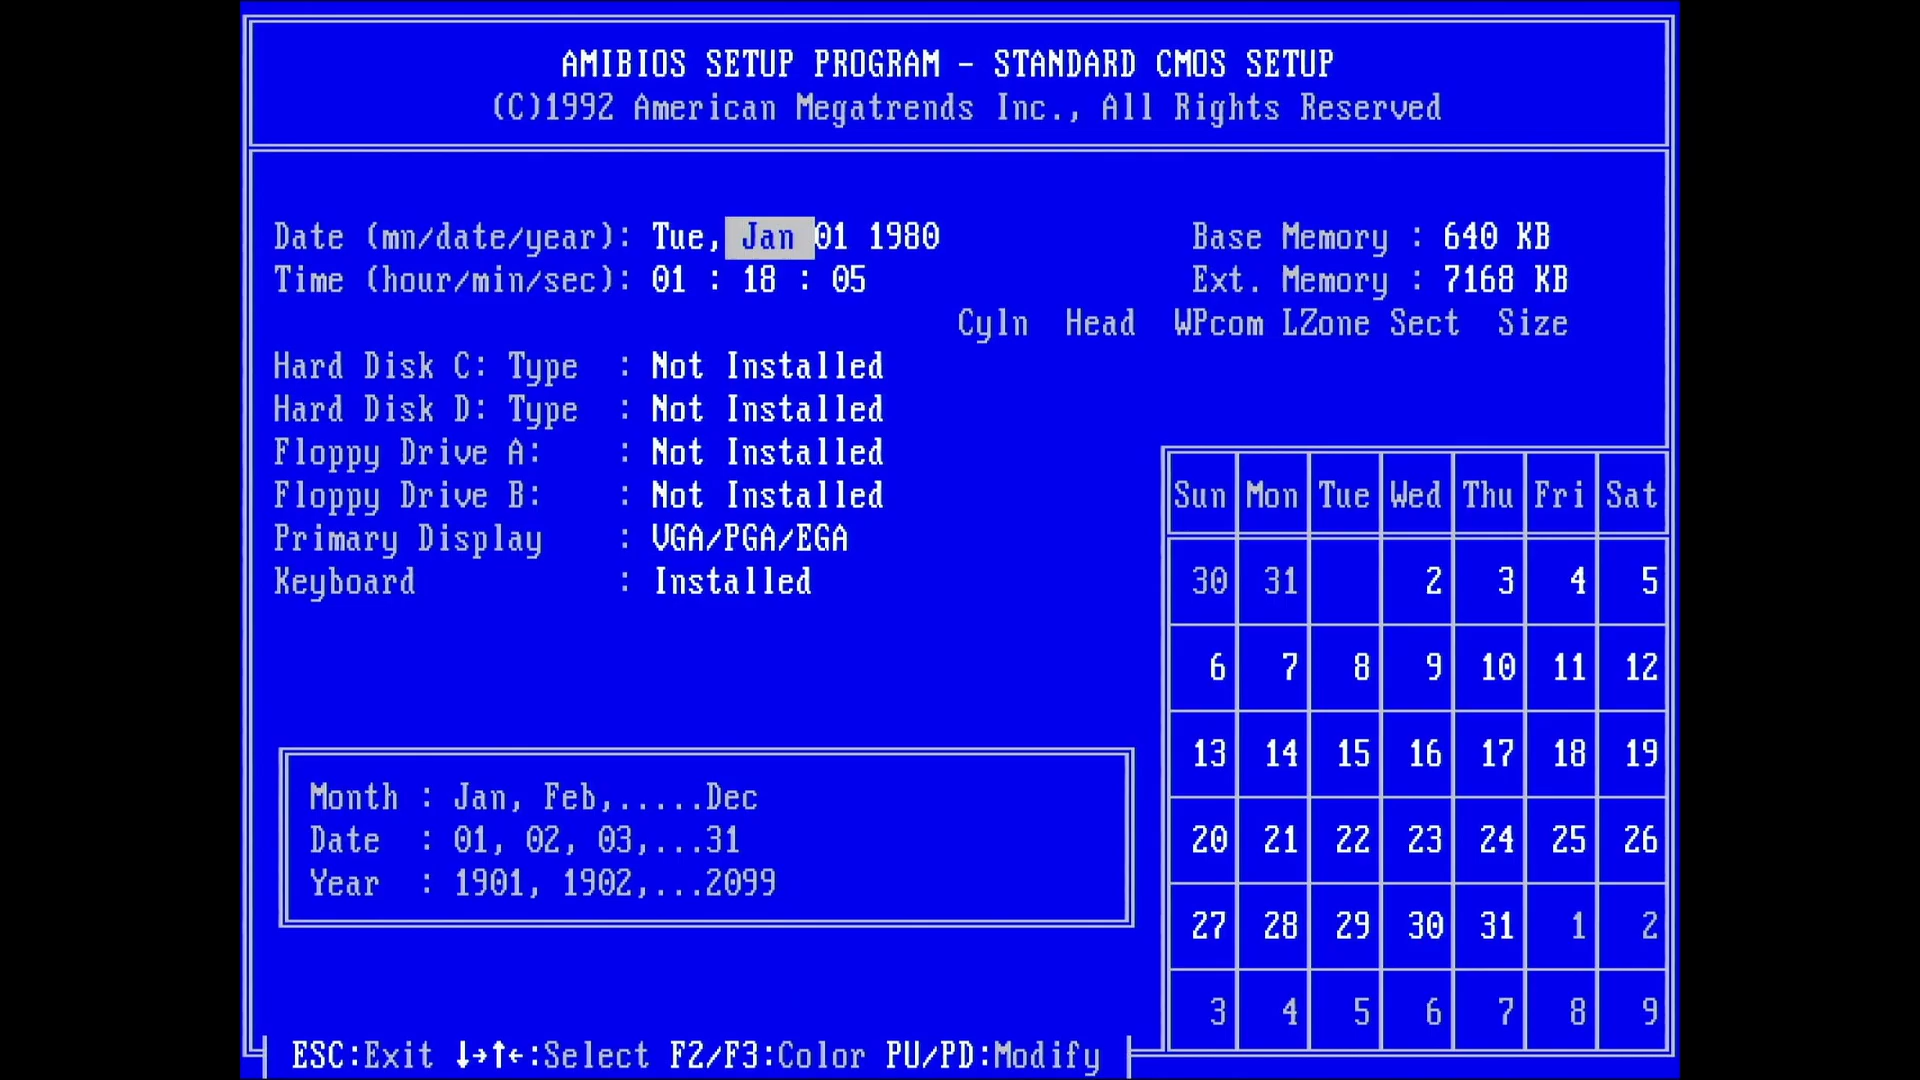 AMIBIOS SETUP PROGRAM - STANDARD CMOS SETUP
(C)1992 American Megatrends Inc., All Rights Reserved
Date (mn/date/year): Tue, Jan 01 1980 Base Memory : 640 KB
Time (hour/min/sec): 01 : 18 : 05 Ext. Memory : 7168 KB
Cyln Head WPcom LZone Sect Size
Hard Disk C: Type : Not Installed
Hard Disk D: Type : Not Installed
Floppy Drive A: : Not Installed
Floppy Drive B: : Not Installed
Primary Display : VGA/PGA/EGA
Keyboard : Installed
Sun Mon Tue Wed Thu Fri Sat
30 31 2 3 4 5
6 7 8 9 10 11 12
13 14 15 16 17 18 19
20 21 22 23 24 25 26
27 28 29 30 31 1 2
3 4 5 6 7 8 9
Month : Jan, Feb,.....Dec
Date : 01, 02, 03,...31
Year : 1901, 1902,...2099
ESC:Exit ↓→↑←:Select F2/F3:Color PU/PD:Modify